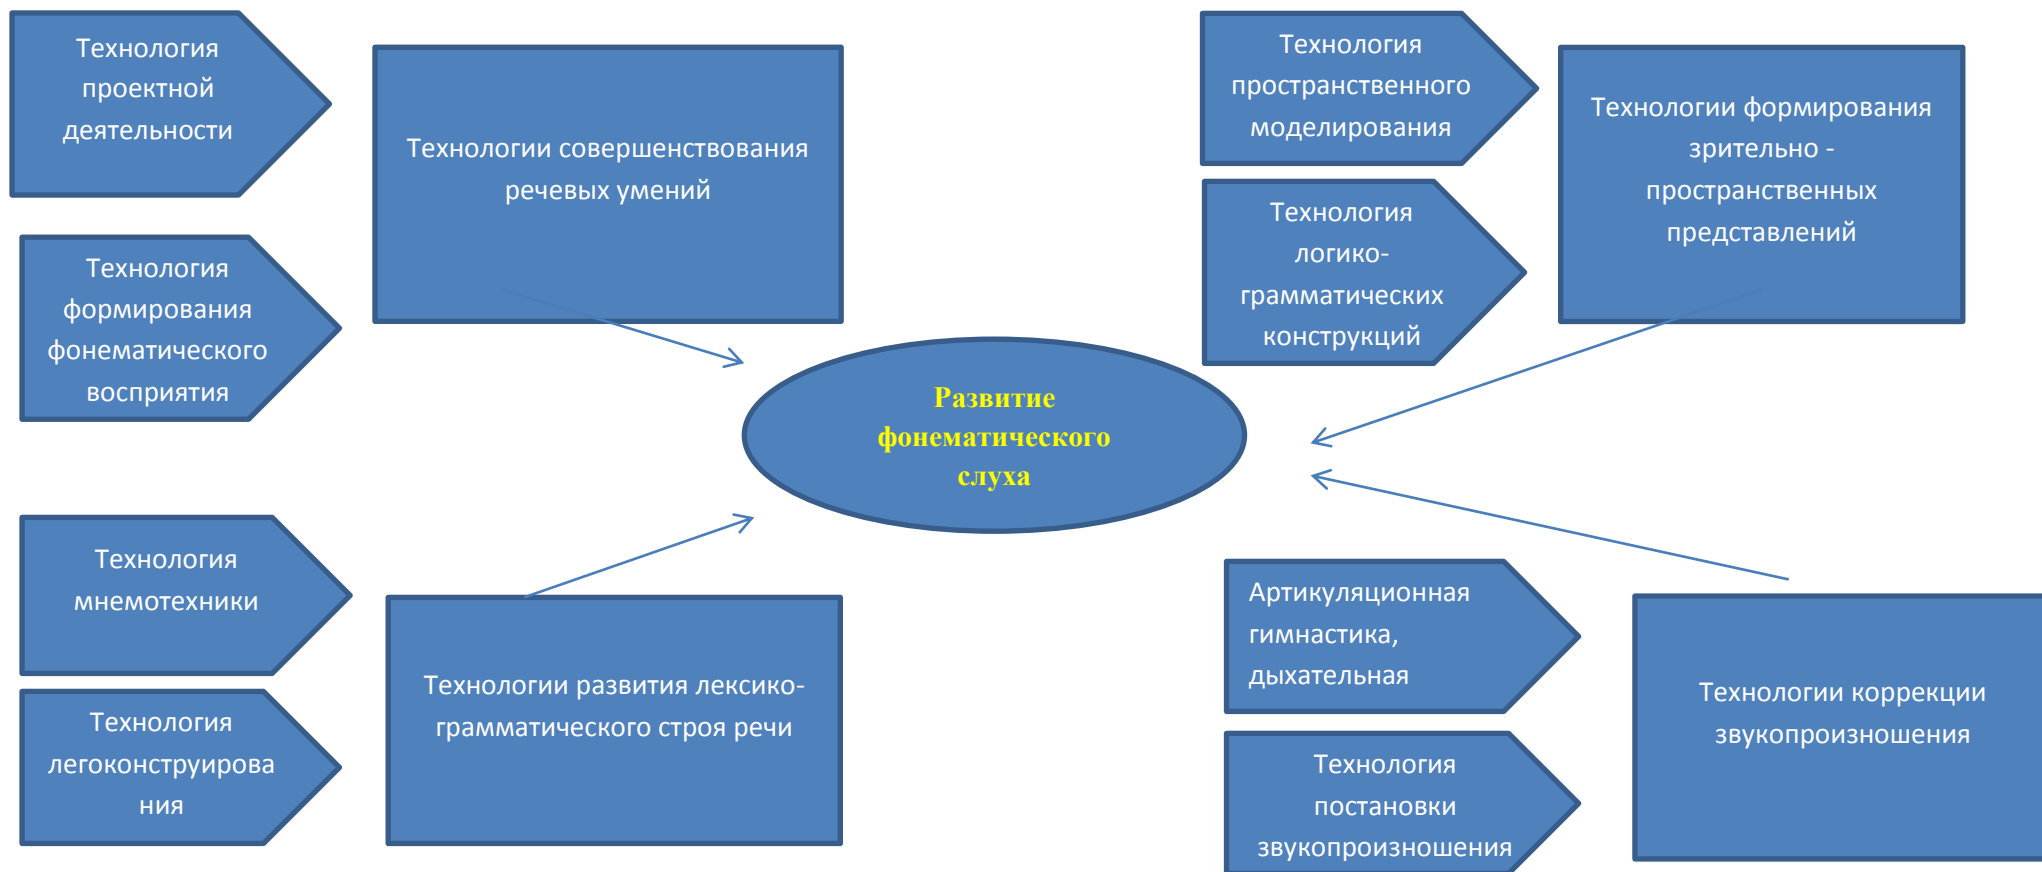 Технология
проектной
деятельности
Технологии совершенствования
речевых умений
Технология
формирования
фонематического
восприятия
Технология
пространственного
моделирования
Технологии формирования
зрительно -
пространственных
представлений
Технология
логико-
грамматических
конструкций
Развитие
фонематического
слуха
Технология
мнемотехники
Технологии развития лексико-
грамматического строя речи
Технология
легоконструирова
ния
Артикуляционная
гимнастика,
дыхательная
Технологии коррекции
звукопроизношения
Технология
постановки
звукопроизношения